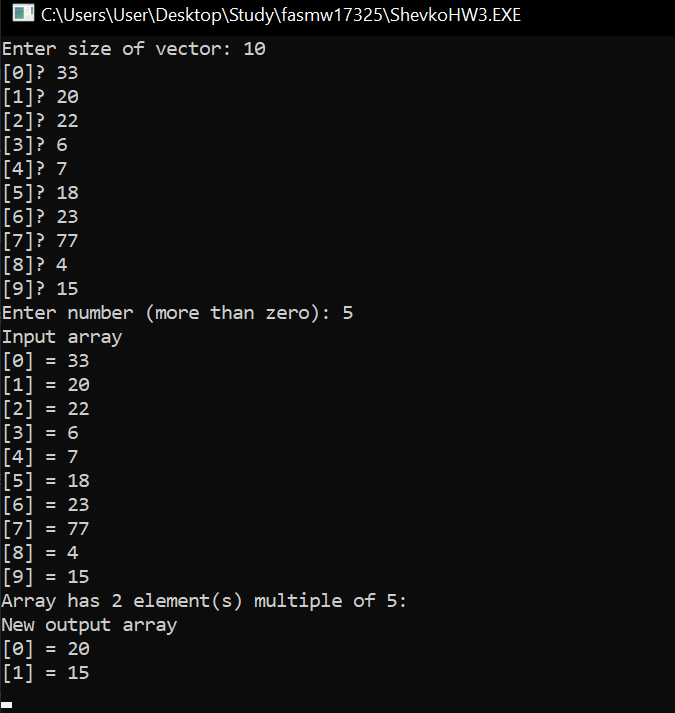 C:\Users\User\Desktop\Study\fasmw17325\ShevkoHW3.EXE
Enter size of vector: 10
[0]? 33
[1]? 20
[2]? 22
[3]? 6
[4]? 7
[5]? 18
[6]? 23
[7]? 77
[8]? 4
[9]? 15
Enter number (more than zero): 5
Input array
[0] = 33
[1] = 20
[2] = 22
[3] = 6
[4] = 7
[5] = 18
[6] = 23
[7] = 77
[8] = 4
[9] = 15
Array has 2 element(s) multiple of 5:
New output array
[0] = 20
[1] = 15